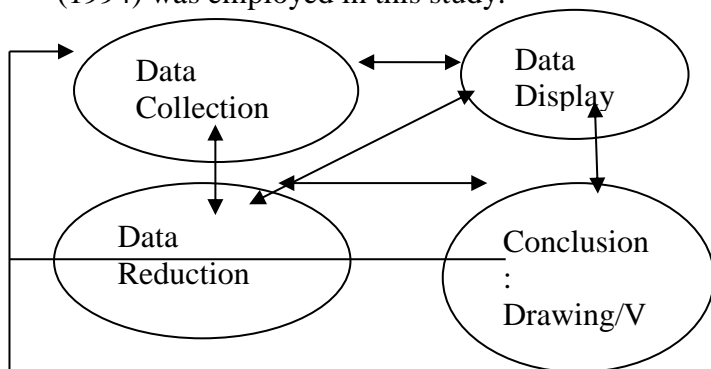 (1994) was employed in this study.
Data
Collection
Data
Display
Data
Reduction
Conclusion
:
Drawing/V